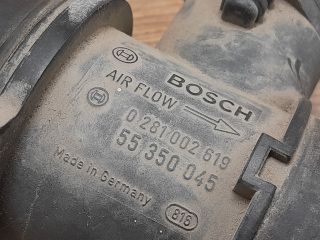 BOSCH
AIR FLOW
0 281 002 619
55 350 045
Made in Germany
816